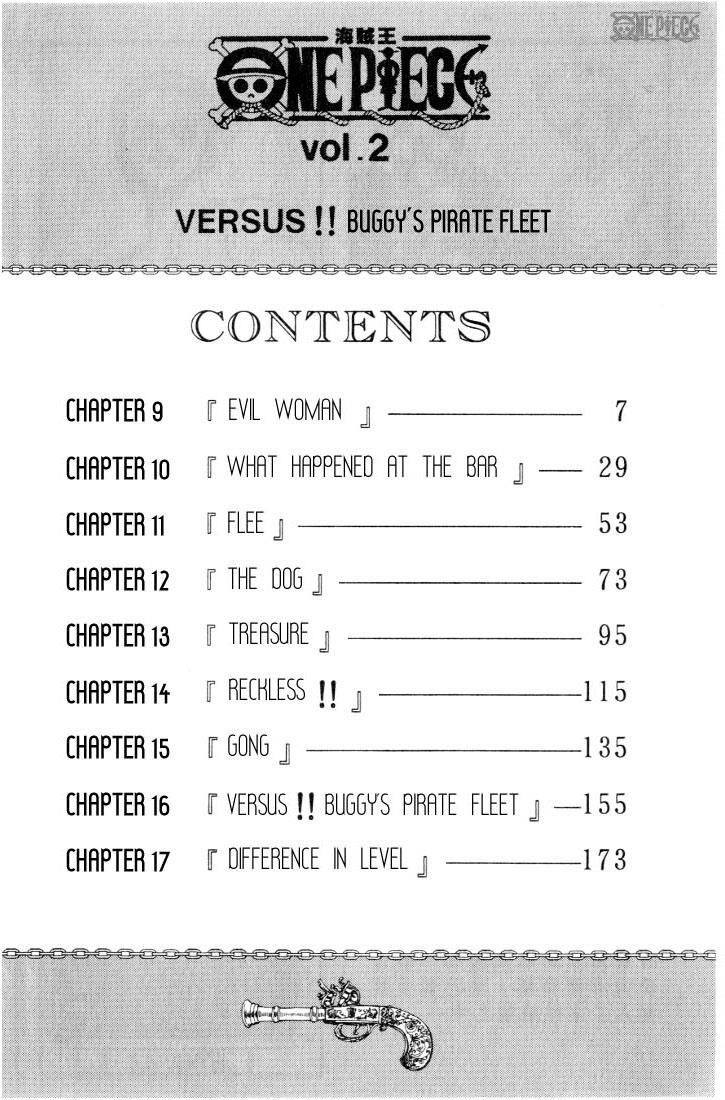 ONE PIECE
海賊王
ONE PIECE
vol.2
VERSUS!! BUGGY'S PIRATE FLEET
CONTENTS
CHAPTER 9 『EVIL WOMAN』 7
CHAPTER 10 『WHAT HAPPENED AT THE BAR』 29
CHAPTER 11 『FLEE』 53
CHAPTER 12 『THE DOG』 73
CHAPTER 13 『TREASURE』 95
CHAPTER 14 『RECKLESS!!』 115
CHAPTER 15 『GONG』 135
CHAPTER 16 『VERSUS!! BUGGY'S PIRATE FLEET』 155
CHAPTER 17 『DIFFERENCE IN LEVEL』 173